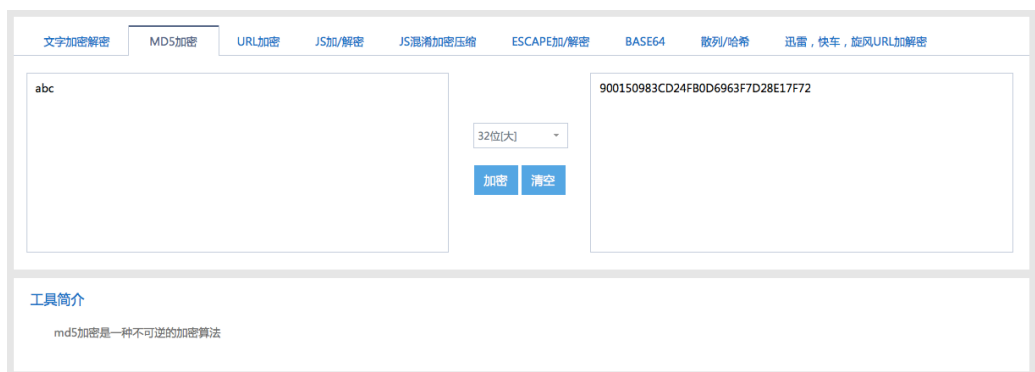 文字加密解密 MD5加密 URL加密 JS加/解密 JS混淆加密压缩 ESCAPE加/解密 BASE64 散列/哈希 迅雷，快车，旋风URL加解密
abc
900150983CD24FB0D6963F7D28E17F72
32位[大]
加密 清空
工具简介
md5加密是一种不可逆的加密算法